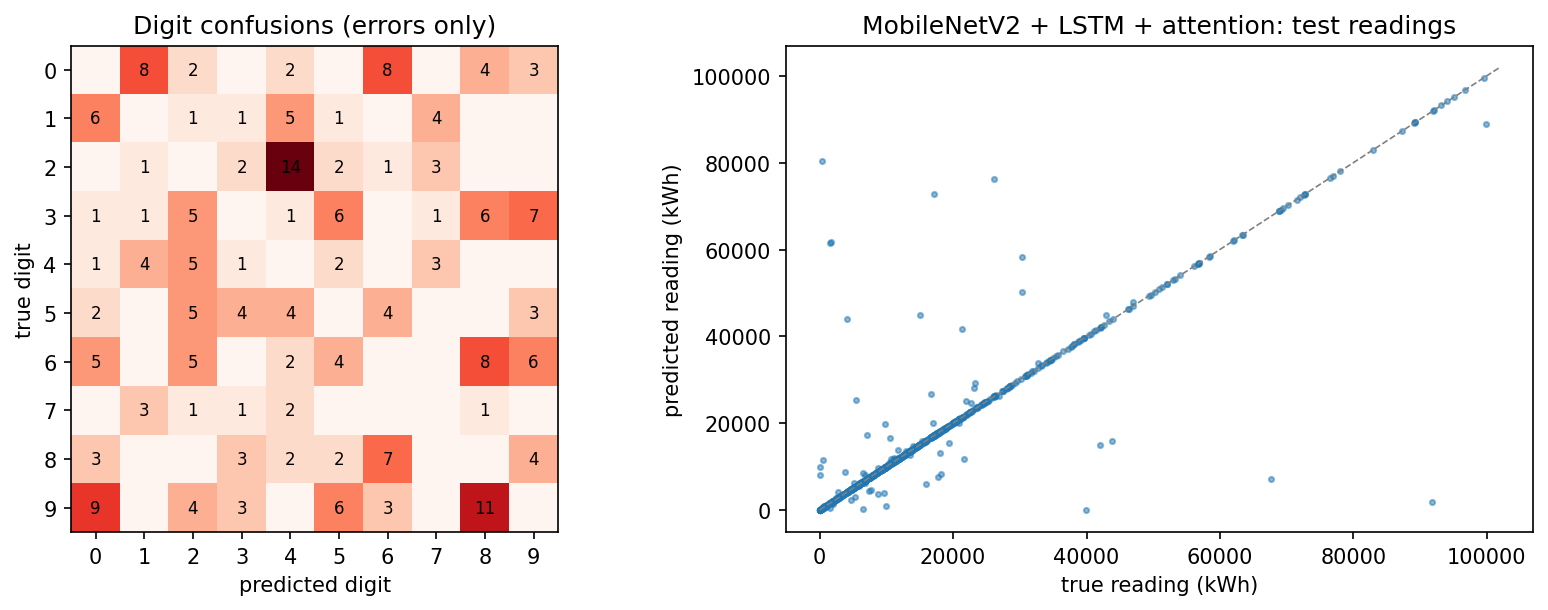 Digit confusions (errors only)
0 8 2 2 8 4 3
1 6 1 1 5 1 4
2 1 2 14 2 1 3
3 1 1 5 1 6 1 6 7
4 1 4 5 1 2 3
5 2 5 4 4 4 3
6 5 5 2 4 8 6
7 3 1 1 2 1
8 3 3 2 2 7 4
9 9 4 3 6 3 11
0 1 2 3 4 5 6 7 8 9
predicted digit
true digit
MobileNetV2 + LSTM + attention: test readings
100000
80000
60000
40000
20000
0
0 20000 40000 60000 80000 100000
true reading (kWh)
predicted reading (kWh)